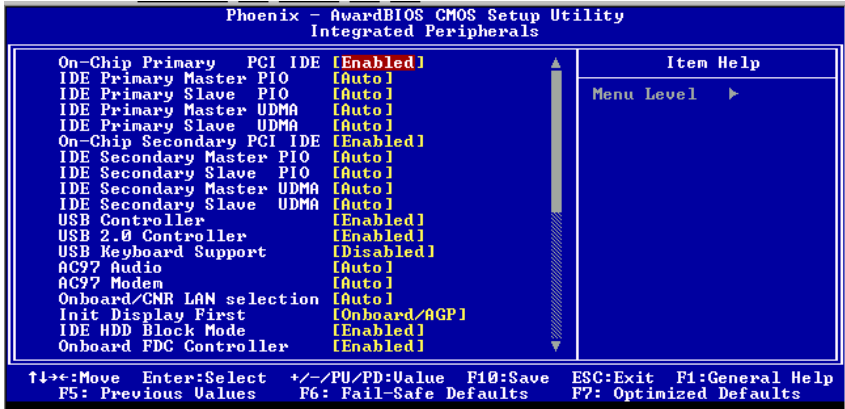 Phoenix - AwardBIOS CMOS Setup Utility
Integrated Peripherals
On-Chip Primary   PCI IDE [Enabled]
IDE Primary Master PIO    [Auto]
IDE Primary Slave  PIO    [Auto]
IDE Primary Master UDMA   [Auto]
IDE Primary Slave  UDMA   [Auto]
On-Chip Secondary PCI IDE [Enabled]
IDE Secondary Master PIO  [Auto]
IDE Secondary Slave  PIO  [Auto]
IDE Secondary Master UDMA [Auto]
IDE Secondary Slave  UDMA [Auto]
USB Controller            [Enabled]
USB 2.0 Controller        [Enabled]
USB Keyboard Support      [Disabled]
AC97 Audio                [Auto]
AC97 Modem                [Auto]
Onboard/CNR LAN selection [Auto]
Init Display First        [Onboard/AGP]
IDE HDD Block Mode        [Enabled]
Onboard FDC Controller    [Enabled]
Item Help
Menu Level   ▶
↑↓→←:Move  Enter:Select  +/-/PU/PD:Value  F10:Save  ESC:Exit  F1:General Help
F5: Previous Values   F6: Fail-Safe Defaults   F7: Optimized Defaults